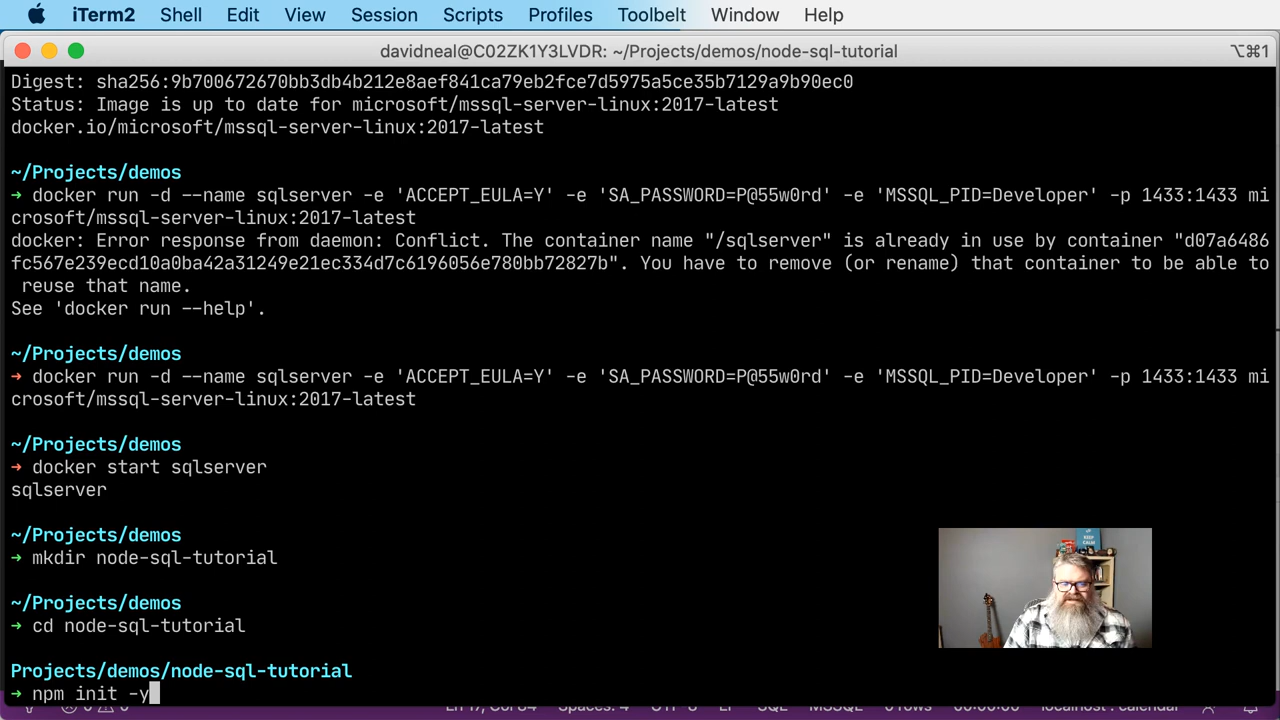 iTerm2 Shell Edit View Session Scripts Profiles Toolbelt Window Help
davidneal@C02ZK1Y3LVDR: ~/Projects/demos/node-sql-tutorial ⌥⌘1
Digest: sha256:9b700672670bb3db4b212e8aef841ca79eb2fce7d5975a5ce35b7129a9b90ec0
Status: Image is up to date for microsoft/mssql-server-linux:2017-latest
docker.io/microsoft/mssql-server-linux:2017-latest
~/Projects/demos
➜ docker run -d --name sqlserver -e 'ACCEPT_EULA=Y' -e 'SA_PASSWORD=P@55w0rd' -e 'MSSQL_PID=Developer' -p 1433:1433 mi
crosoft/mssql-server-linux:2017-latest
docker: Error response from daemon: Conflict. The container name "/sqlserver" is already in use by container "d07a6486
fc567e239ecd10a0ba42a31249e21ec334d7c6196056e780bb72827b". You have to remove (or rename) that container to be able to
reuse that name.
See 'docker run --help'.
~/Projects/demos
➜ docker run -d --name sqlserver -e 'ACCEPT_EULA=Y' -e 'SA_PASSWORD=P@55w0rd' -e 'MSSQL_PID=Developer' -p 1433:1433 mi
crosoft/mssql-server-linux:2017-latest
~/Projects/demos
➜ docker start sqlserver
sqlserver
~/Projects/demos
➜ mkdir node-sql-tutorial
~/Projects/demos
➜ cd node-sql-tutorial
Projects/demos/node-sql-tutorial
➜ npm init -y
KEEP
CALM